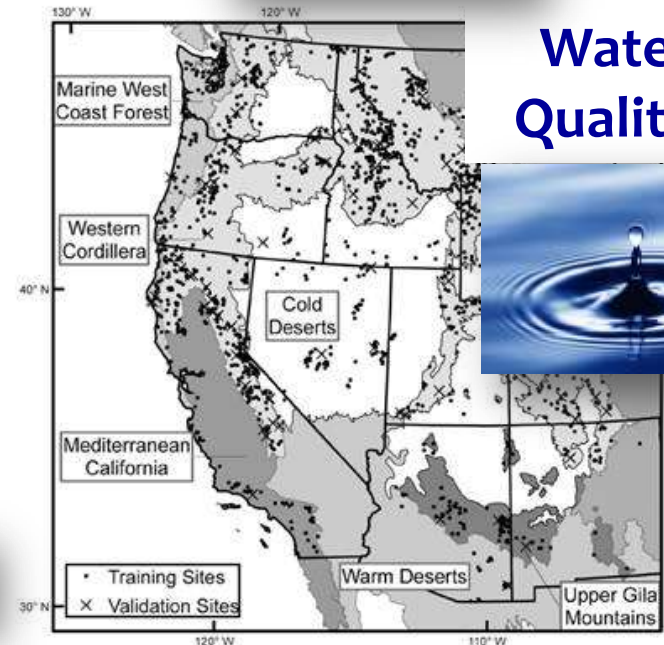 130° W
120° W
Wate
Qualit
Marine West
Coast Forest
Western
Cordillera
40° N
Cold
Deserts
Mediterranean
California
• Training Sites
× Validation Sites
Warm Deserts
Upper Gila
Mountains
30° N
120° W
110° W